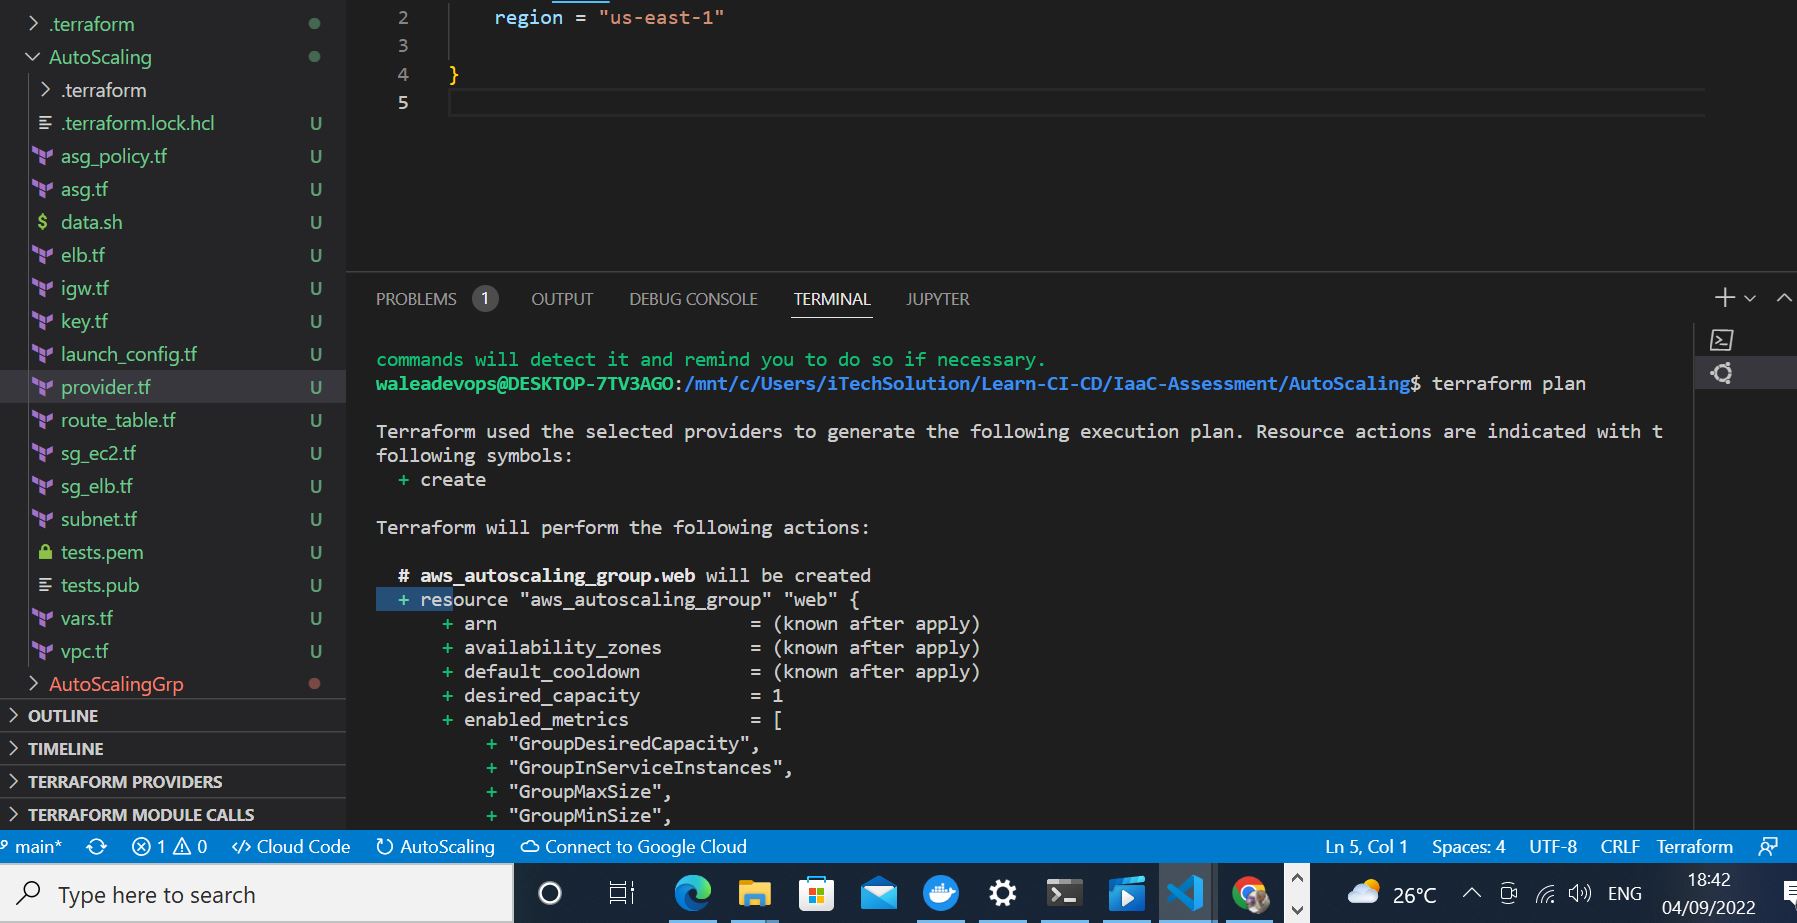 .terraform
AutoScaling
.terraform
.terraform.lock.hcl U
asg_policy.tf U
asg.tf U
$ data.sh U
elb.tf U
igw.tf U
key.tf U
launch_config.tf U
provider.tf U
route_table.tf U
sg_ec2.tf U
sg_elb.tf U
subnet.tf U
tests.pem U
tests.pub U
vars.tf U
vpc.tf U
AutoScalingGrp
OUTLINE
TIMELINE
TERRAFORM PROVIDERS
TERRAFORM MODULE CALLS
2 region = "us-east-1"
3
4 }
5
PROBLEMS 1 OUTPUT DEBUG CONSOLE TERMINAL JUPYTER
commands will detect it and remind you to do so if necessary.
waleadevops@DESKTOP-7TV3AGO:/mnt/c/Users/iTechSolution/Learn-CI-CD/IaaC-Assessment/AutoScaling$ terraform plan
Terraform used the selected providers to generate the following execution plan. Resource actions are indicated with t
following symbols:
+ create
Terraform will perform the following actions:
# aws_autoscaling_group.web will be created
+ resource "aws_autoscaling_group" "web" {
+ arn = (known after apply)
+ availability_zones = (known after apply)
+ default_cooldown = (known after apply)
+ desired_capacity = 1
+ enabled_metrics = [
+ "GroupDesiredCapacity",
+ "GroupInServiceInstances",
+ "GroupMaxSize",
+ "GroupMinSize",
main* 1 0 Cloud Code AutoScaling Connect to Google Cloud Ln 5, Col 1 Spaces: 4 UTF-8 CRLF Terraform
Type here to search 26°C ENG 18:42
04/09/2022